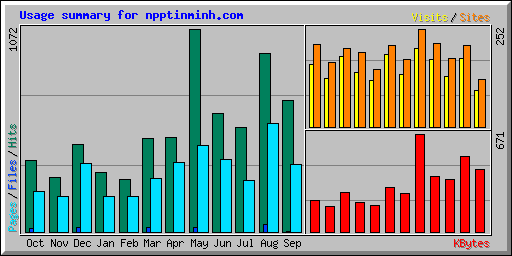 Usage summary for npptinminh.com
Visits/Sites
1072
252
Pages/Files/Hits
671
Oct Nov Dec Jan Feb Mar Apr May Jun Jul Aug Sep
KBytes